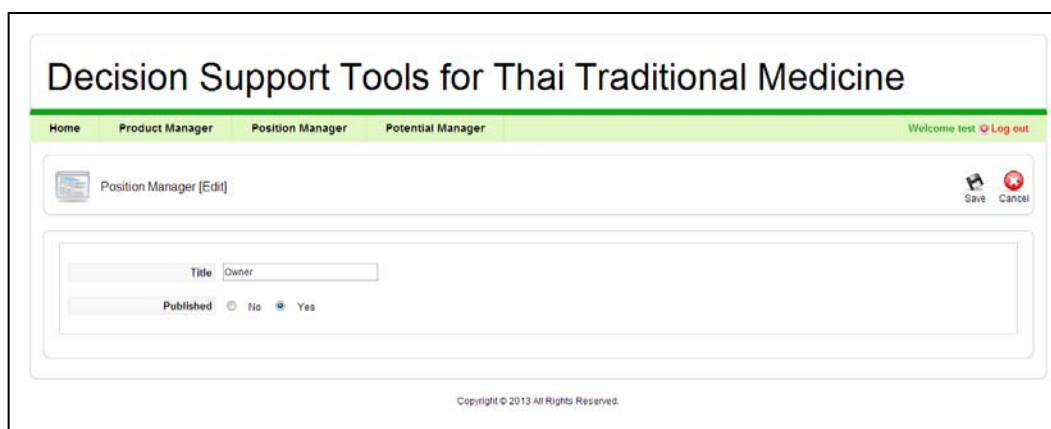 Decision Support Tools for Thai Traditional Medicine
Home Product Manager Position Manager Potential Manager Welcome test Log out
Position Manager [Edit] Save Cancel
Title Owner
Published No Yes
Copyright © 2013 All Rights Reserved.